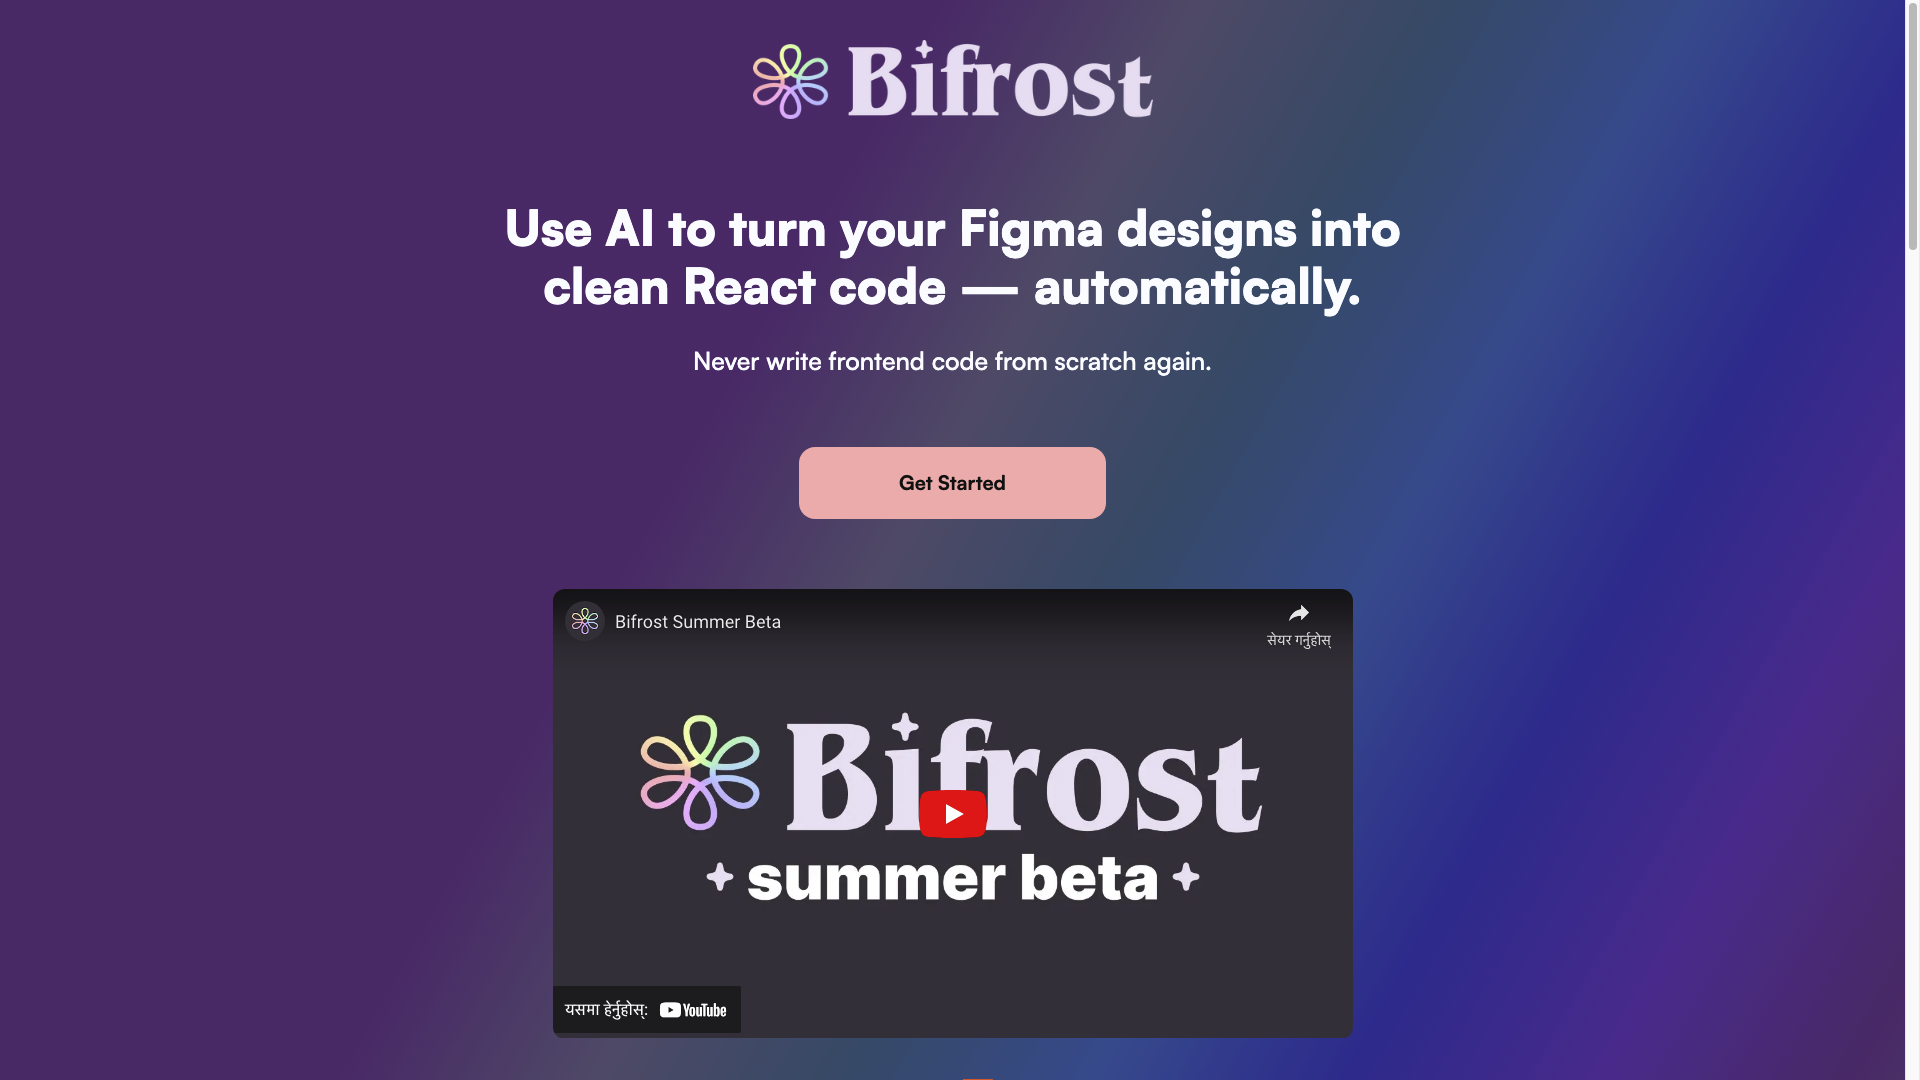 Bifrost
Use AI to turn your Figma designs into
clean React code — automatically.
Never write frontend code from scratch again.
Get Started
Bifrost Summer Beta
सेयर गर्नुहोस्
Bifrost
summer beta
यसमा हेर्नुहोस्: YouTube